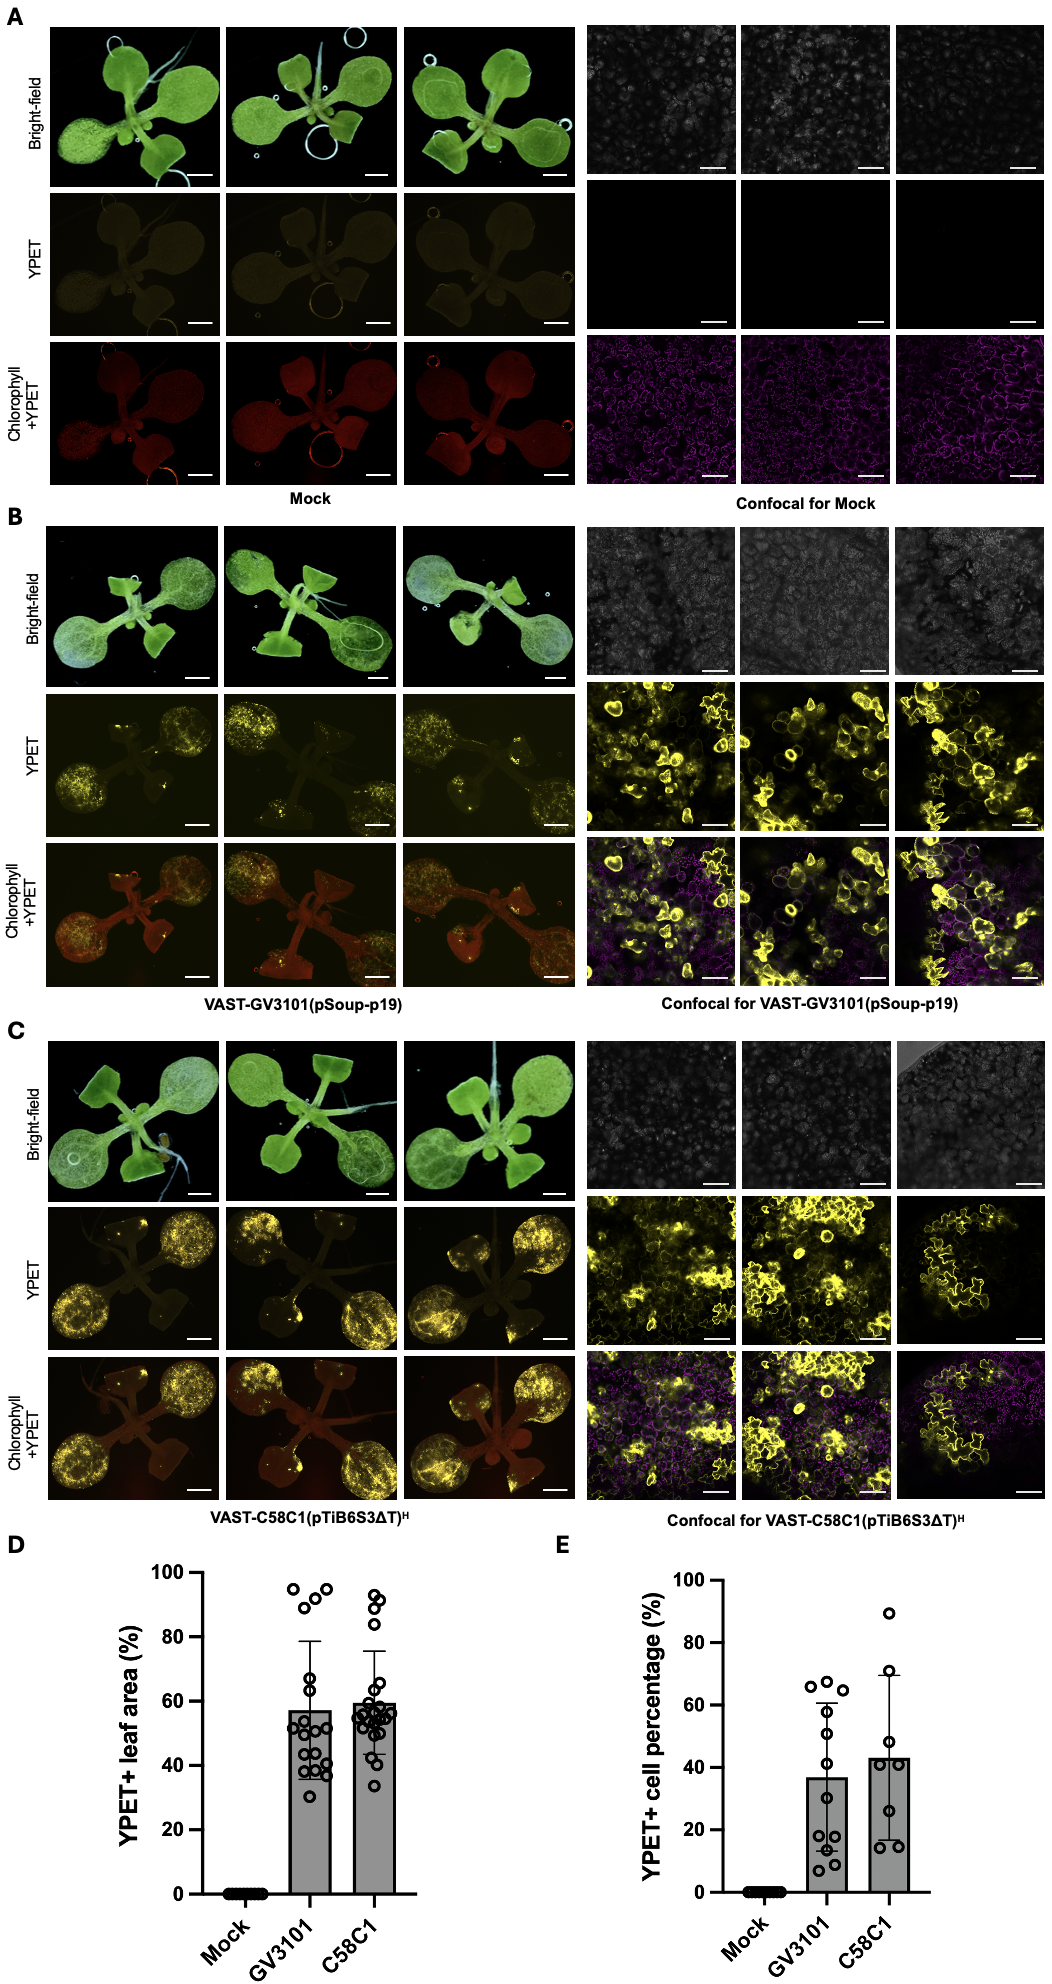 A
Bright-field
YPET
Chlorophyll
+YPET
Mock
Confocal for Mock
B
Bright-field
YPET
Chlorophyll
+YPET
VAST-GV3101(pSoup-p19)
Confocal for VAST-GV3101(pSoup-p19)
C
Bright-field
YPET
Chlorophyll
+YPET
VAST-C58C1(pTiB6S3ΔT)ᴴ
Confocal for VAST-C58C1(pTiB6S3ΔT)ᴴ
D
YPET+ leaf area (%)
100
80
60
40
20
0
Mock
GV3101
C58C1
E
YPET+ cell percentage (%)
100
80
60
40
20
0
Mock
GV3101
C58C1